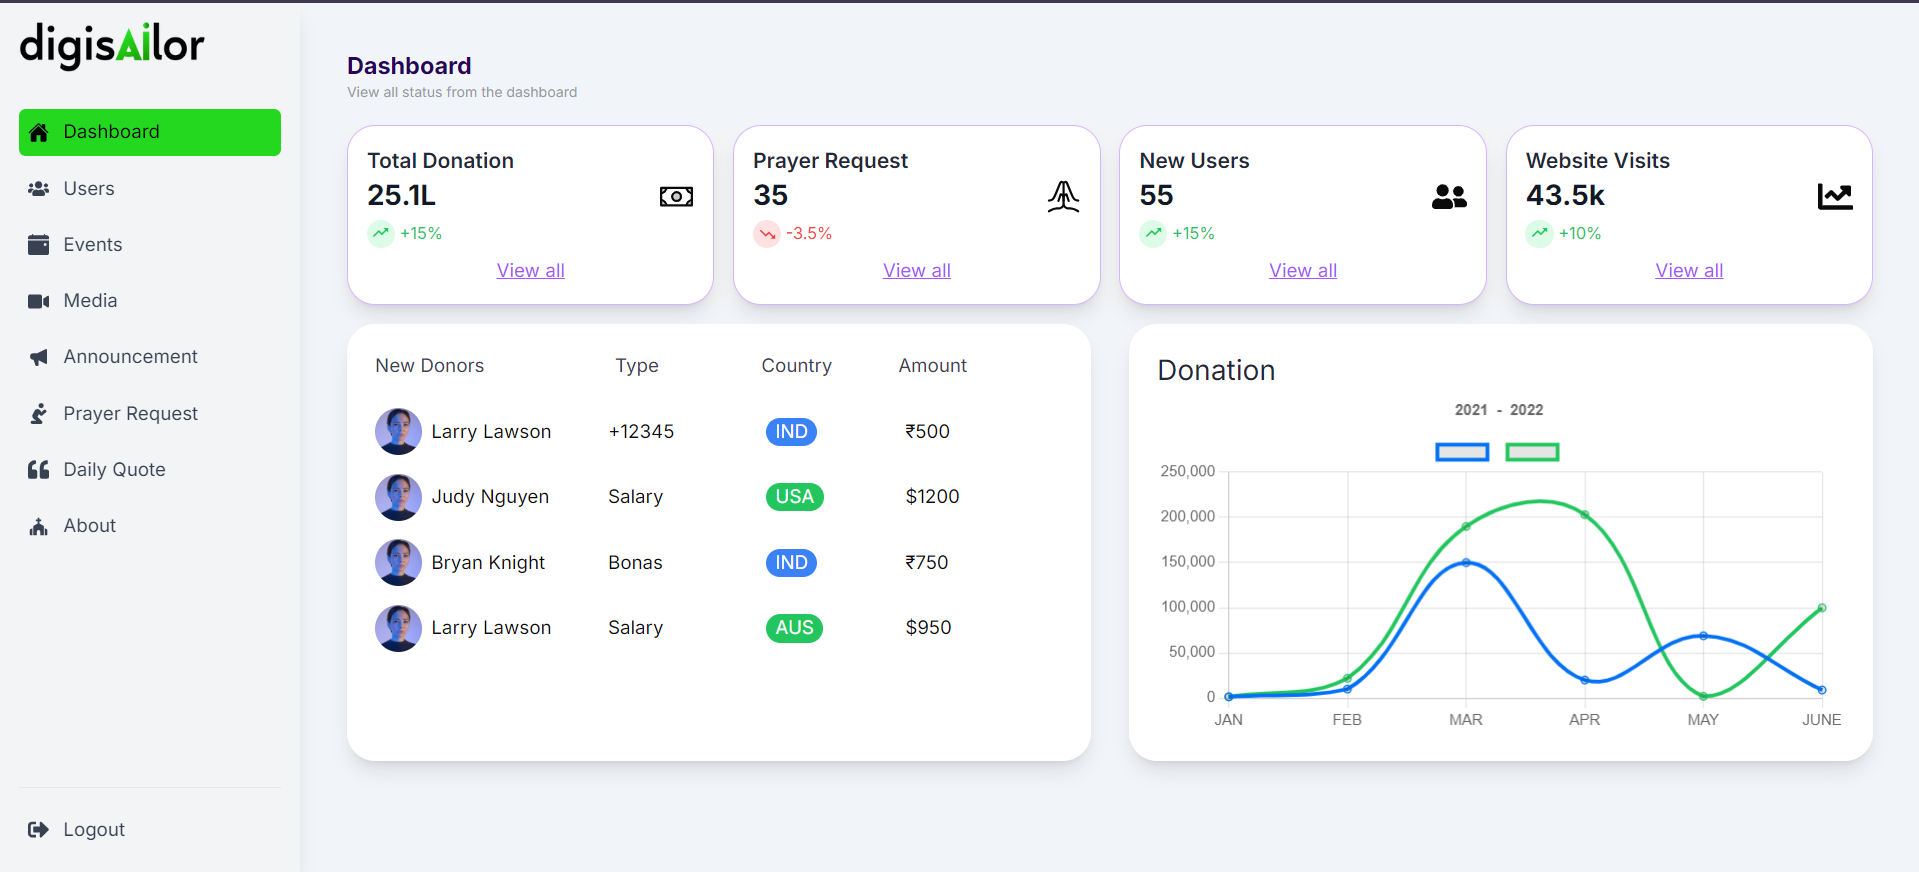 digisAilor
Dashboard
Users
Events
Media
Announcement
Prayer Request
Daily Quote
About
Logout
Dashboard
View all status from the dashboard
Total Donation
25.1L
+15%
View all
Prayer Request
35
-3.5%
View all
New Users
55
+15%
View all
Website Visits
43.5k
+10%
View all
New Donors Type Country Amount
Larry Lawson +12345 IND ₹500
Judy Nguyen Salary USA $1200
Bryan Knight Bonas IND ₹750
Larry Lawson Salary AUS $950
Donation
2021 - 2022
250,000
200,000
150,000
100,000
50,000
0
JAN FEB MAR APR MAY JUNE